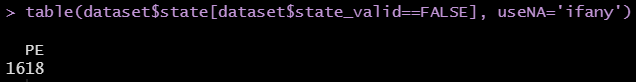 > table(dataset$state[dataset$state_valid==FALSE], useNA='ifany')
PE
1618